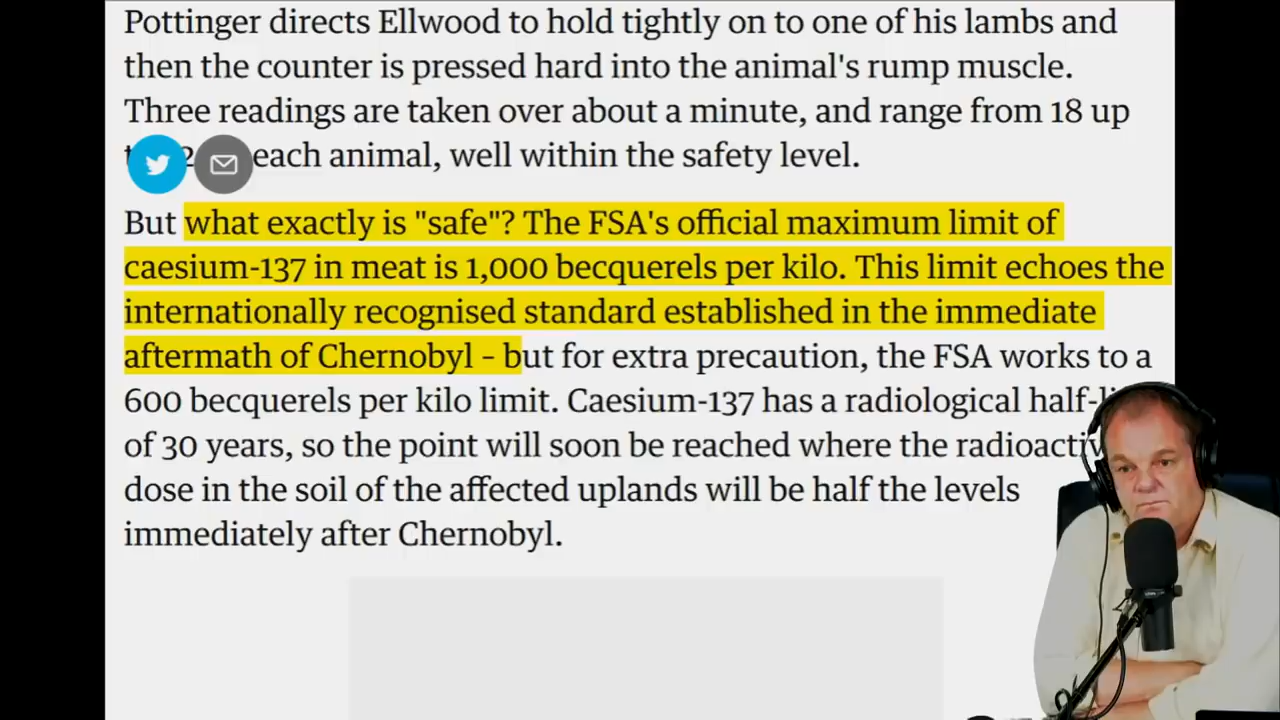 Pottinger directs Ellwood to hold tightly on to one of his lambs and
then the counter is pressed hard into the animal's rump muscle.
Three readings are taken over about a minute, and range from 18 up
each animal, well within the safety level.
But what exactly is "safe"? The FSA's official maximum limit of
caesium-137 in meat is 1,000 becquerels per kilo. This limit echoes the
internationally recognised standard established in the immediate
aftermath of Chernobyl – but for extra precaution, the FSA works to a
600 becquerels per kilo limit. Caesium-137 has a radiological
of 30 years, so the point will soon be reached where the
dose in the soil of the affected uplands will be half the levels
immediately after Chernobyl.